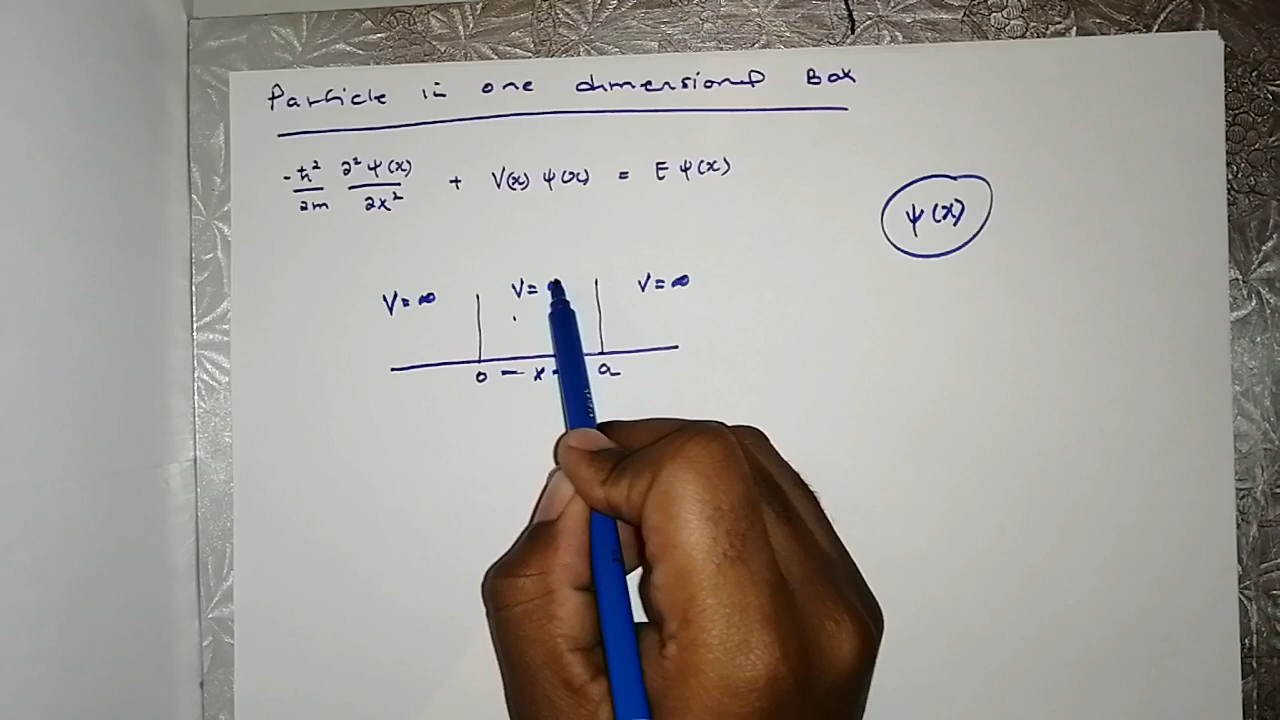 Particle in one dimensional Box
-ħ²/2m ∂²ψ(x)/∂x² + V(x) ψ(x) = E ψ(x)
ψ(x)
V=∞ V= V=∞
0 - x - a